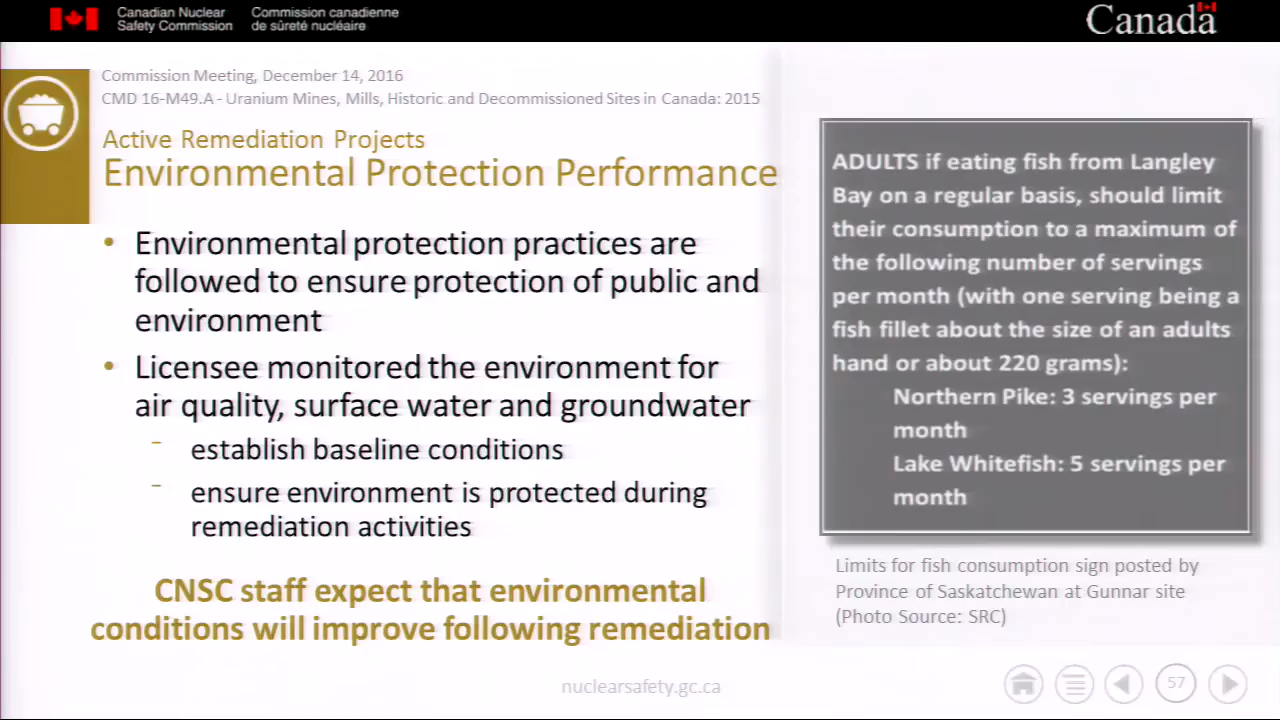 Canadian Nuclear
Safety Commission
Commission canadienne
de sûreté nucléaire
Canada
Commission Meeting, December 14, 2016
CMD 16-M49.A - Uranium Mines, Mills, Historic and Decommissioned Sites in Canada: 2015
Active Remediation Projects
Environmental Protection Performance
• Environmental protection practices are
followed to ensure protection of public and
environment
• Licensee monitored the environment for
air quality, surface water and groundwater
− establish baseline conditions
− ensure environment is protected during
remediation activities
CNSC staff expect that environmental
conditions will improve following remediation
ADULTS if eating fish from Langley
Bay on a regular basis, should limit
their consumption to a maximum of
the following number of servings
per month (with one serving being a
fish fillet about the size of an adults
hand or about 220 grams):
Northern Pike: 3 servings per
month
Lake Whitefish: 5 servings per
month
Limits for fish consumption sign posted by
Province of Saskatchewan at Gunnar site
(Photo Source: SRC)
nuclearsafety.gc.ca
57